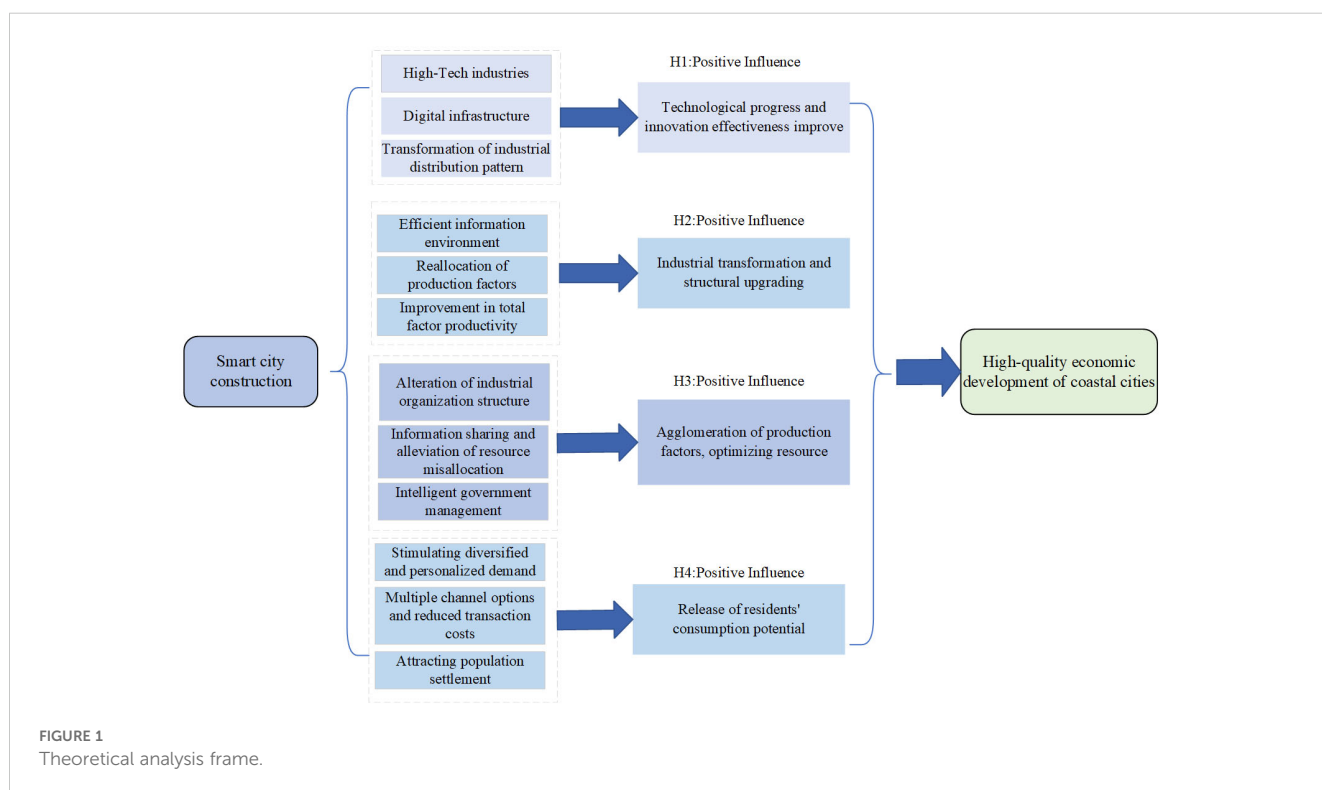 Smart city
construction
High-Tech industries
Digital infrastructure
Transformation of industrial
distribution pattern
H1:Positive Influence
Technological progress and
innovation effectiveness improve
Efficient information
environment
Reallocation of
production factors
Improvement in total
factor productivity
H2:Positive Influence
Industrial transformation and
structural upgrading
Alteration of industrial
organization structure
Information sharing and
alleviation of resource
misallocation
Intelligent government
management
H3:Positive Influence
Agglomeration of production
factors, optimizing resource
Stimulating diversified
and personalized demand
Multiple channel options
and reduced transaction
costs
Attracting population
settlement
H4:Positive Influence
Release of residents'
consumption potential
High-quality economic
development of coastal cities
FIGURE 1
Theoretical analysis frame.